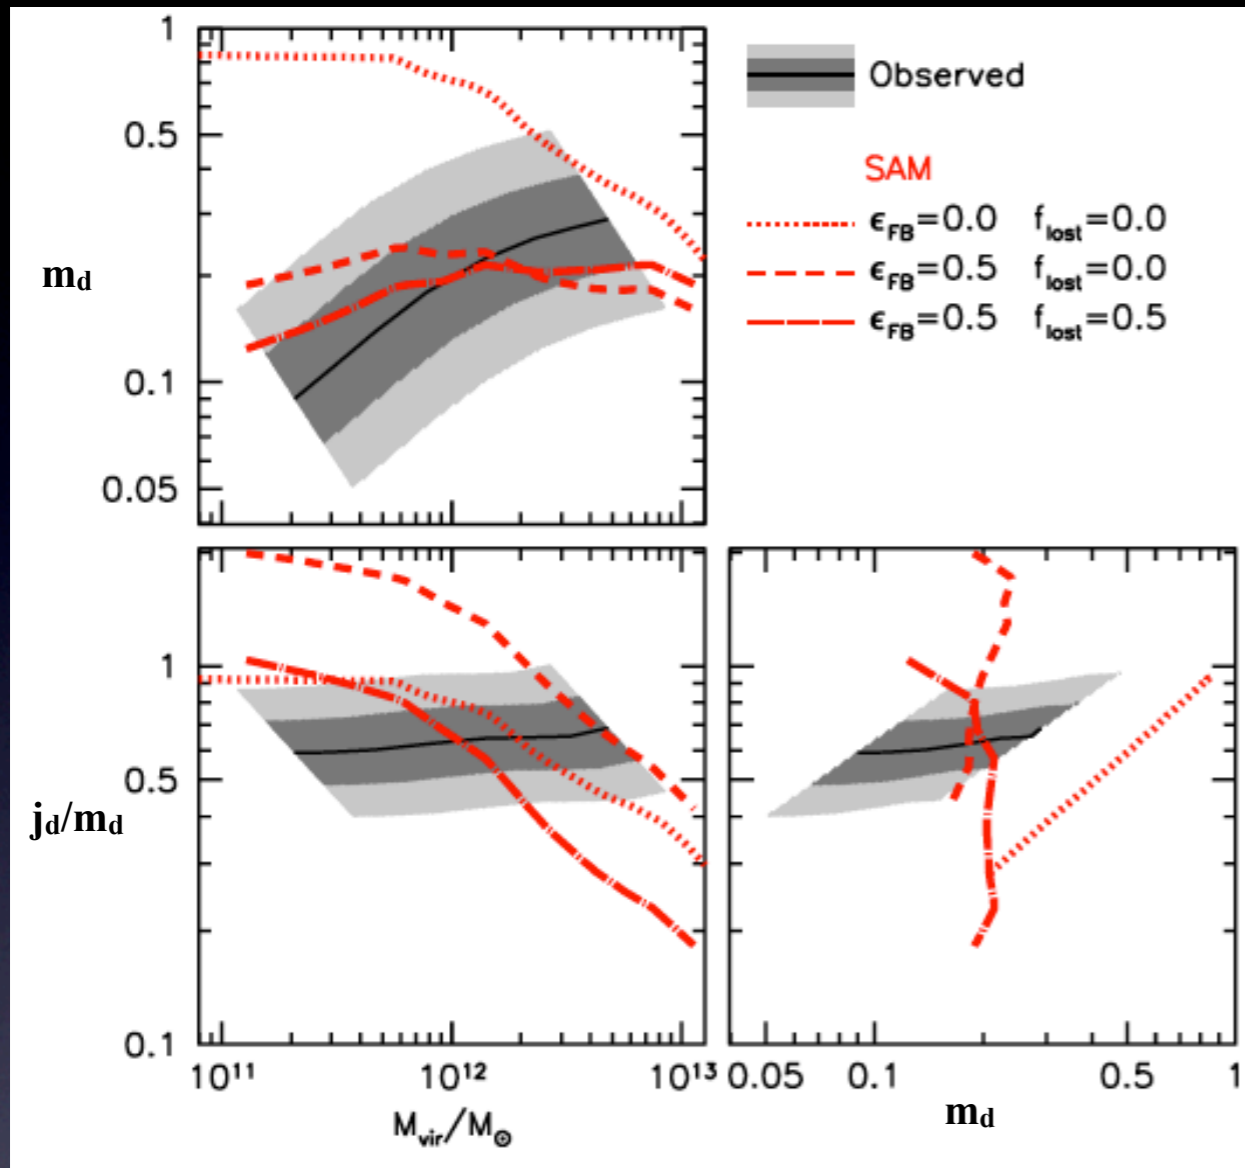 1
0.5
0.1
0.05
m_d
Observed
SAM
ϵ_FB=0.0 f_lost=0.0
ϵ_FB=0.5 f_lost=0.0
ϵ_FB=0.5 f_lost=0.5
1
0.5
0.1
j_d/m_d
10^11 10^12 10^13
M_vir/M_⊙
0.05 0.1 0.5 1
m_d